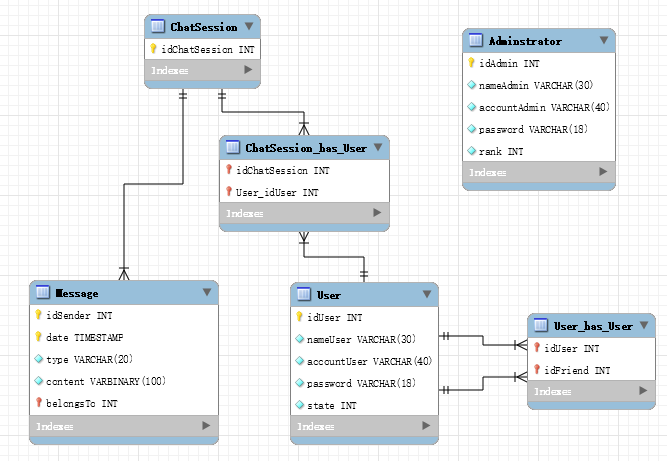 ChatSession
idChatSession INT
Indexes
Adminstrator
idAdmin INT
nameAdmin VARCHAR(30)
accountAdmin VARCHAR(40)
password VARCHAR(18)
rank INT
Indexes
ChatSession_has_User
idChatSession INT
User_idUser INT
Indexes
Message
idSender INT
date TIMESTAMP
type VARCHAR(20)
content VARBINARY(100)
belongsTo INT
Indexes
User
idUser INT
nameUser VARCHAR(30)
accountUser VARCHAR(40)
password VARCHAR(18)
state INT
Indexes
User_has_User
idUser INT
idFriend INT
Indexes